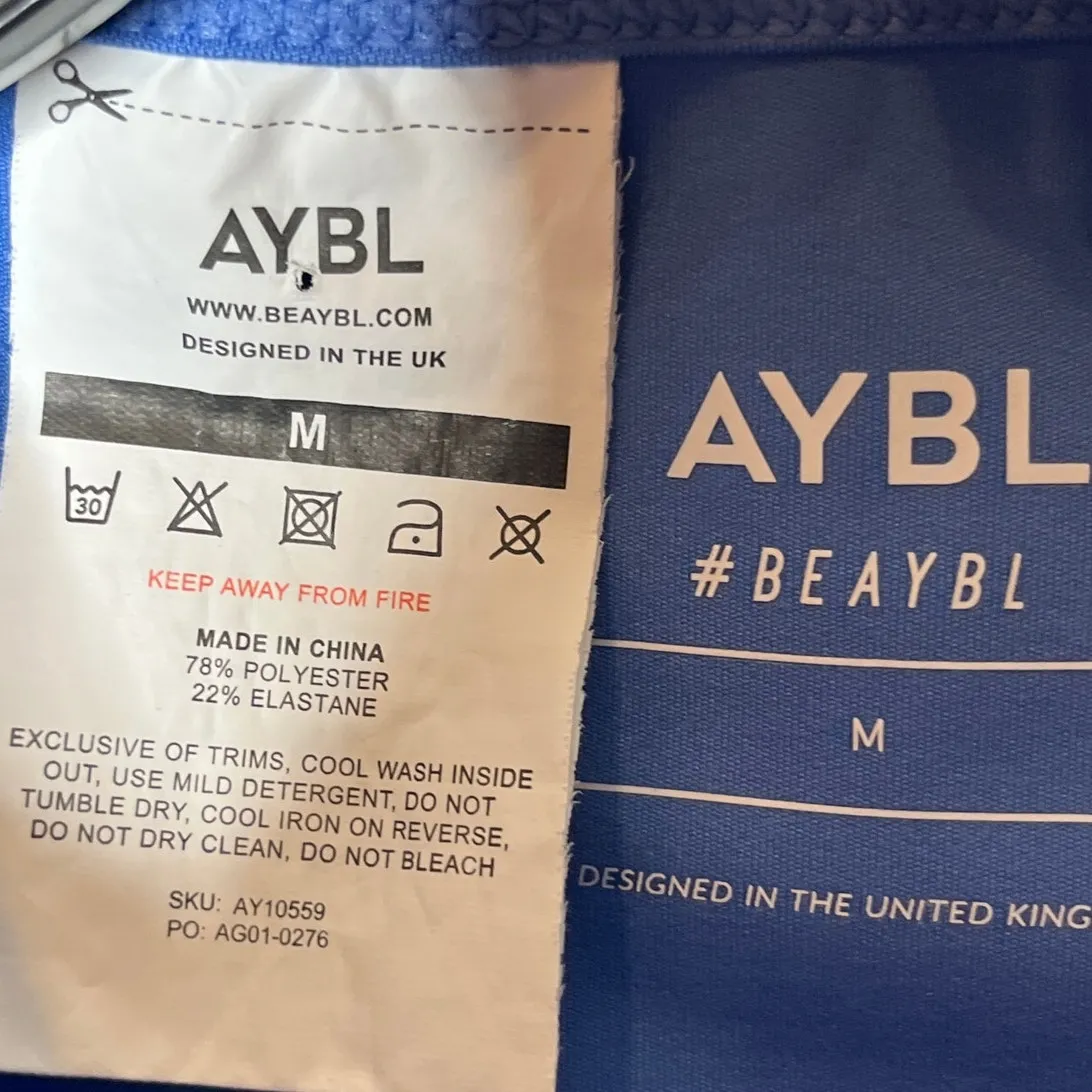 AYBL
WWW.BEAYBL.COM
DESIGNED IN THE UK
M
30
KEEP AWAY FROM FIRE
MADE IN CHINA
78% POLYESTER
22% ELASTANE
EXCLUSIVE OF TRIMS, COOL WASH INSIDE
OUT, USE MILD DETERGENT, DO NOT
TUMBLE DRY, COOL IRON ON REVERSE,
DO NOT DRY CLEAN, DO NOT BLEACH
SKU: AY10559
PO: AG01-0276
AYBL
#BEAYBL
M
DESIGNED IN THE UNITED KING